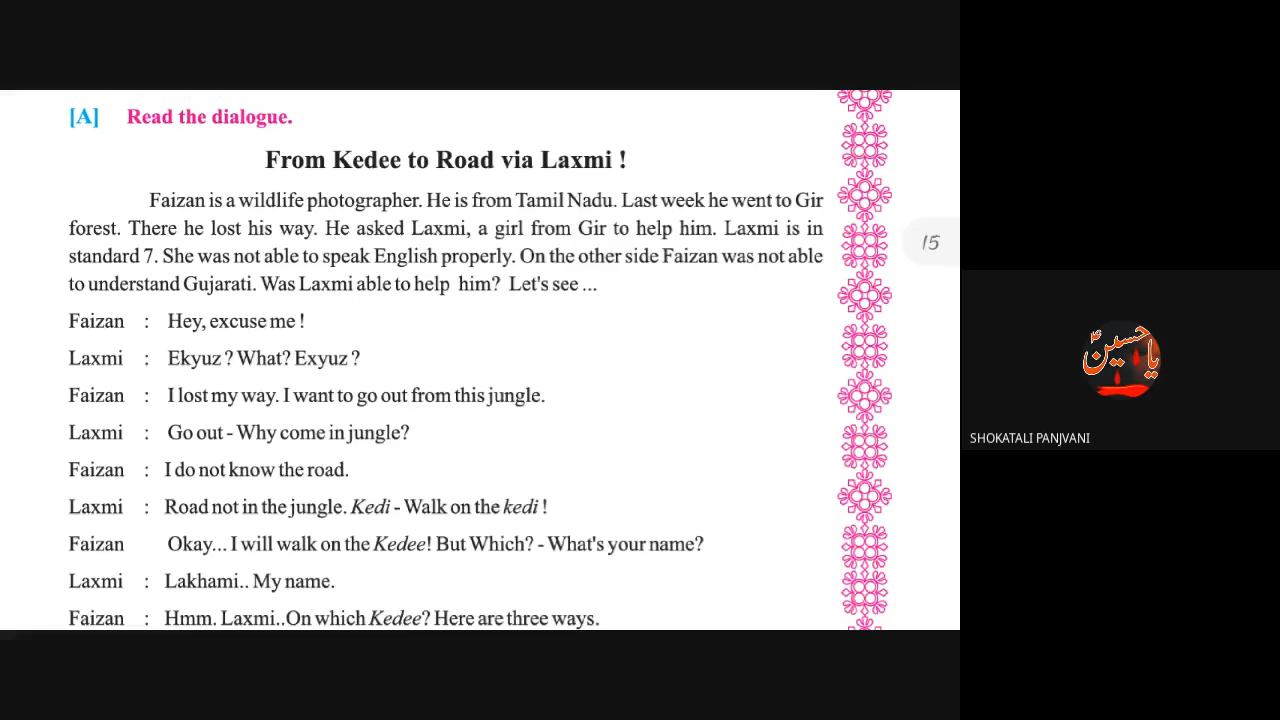 [A] Read the dialogue.
From Kedee to Road via Laxmi !
Faizan is a wildlife photographer. He is from Tamil Nadu. Last week he went to Gir
forest. There he lost his way. He asked Laxmi, a girl from Gir to help him. Laxmi is in
standard 7. She was not able to speak English properly. On the other side Faizan was not able
to understand Gujarati. Was Laxmi able to help him? Let's see ...
Faizan : Hey, excuse me !
Laxmi : Ekyuz ? What? Exyuz ?
Faizan : I lost my way. I want to go out from this jungle.
Laxmi : Go out - Why come in jungle?
Faizan : I do not know the road.
Laxmi : Road not in the jungle. Kedi - Walk on the kedi !
Faizan Okay... I will walk on the Kedee! But Which? - What's your name?
Laxmi : Lakhami.. My name.
Faizan : Hmm. Laxmi..On which Kedee? Here are three ways.
15
یا حسین ع
SHOKATALI PANJVANI